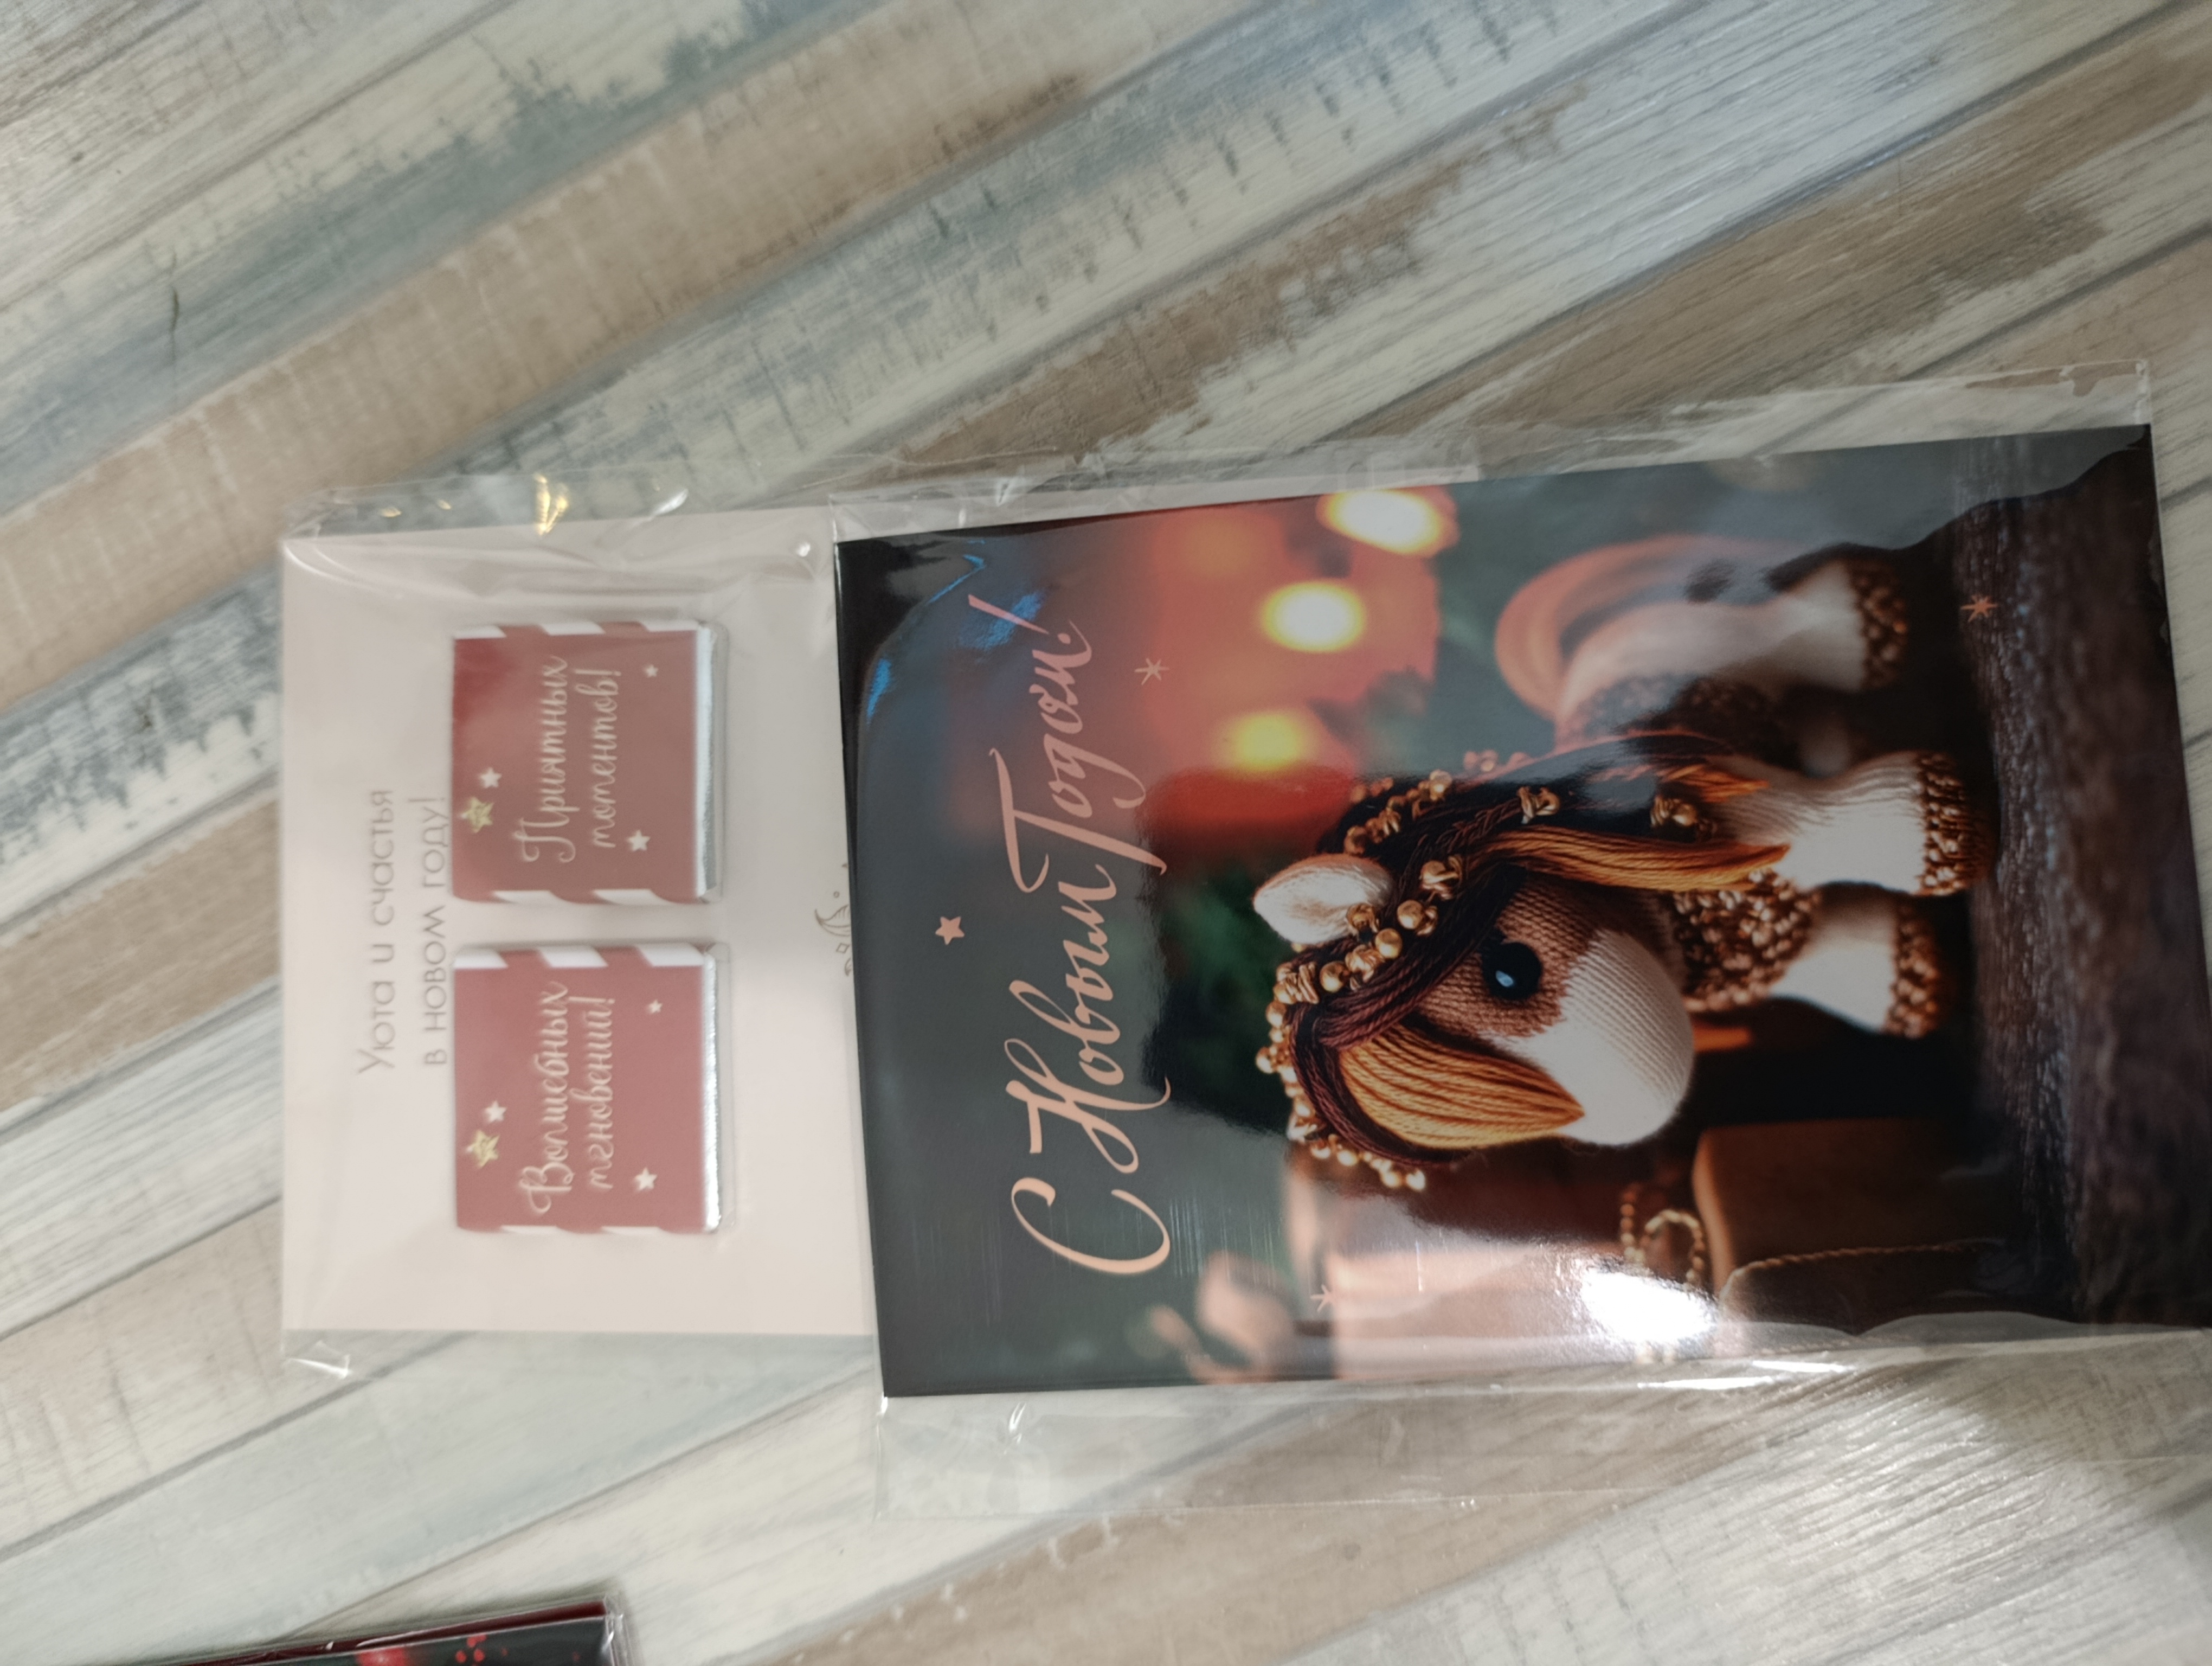 Уюта и счастья
в новом году!
Волшебных
мгновений!
Приятных
моментов!
С Новым Годом!